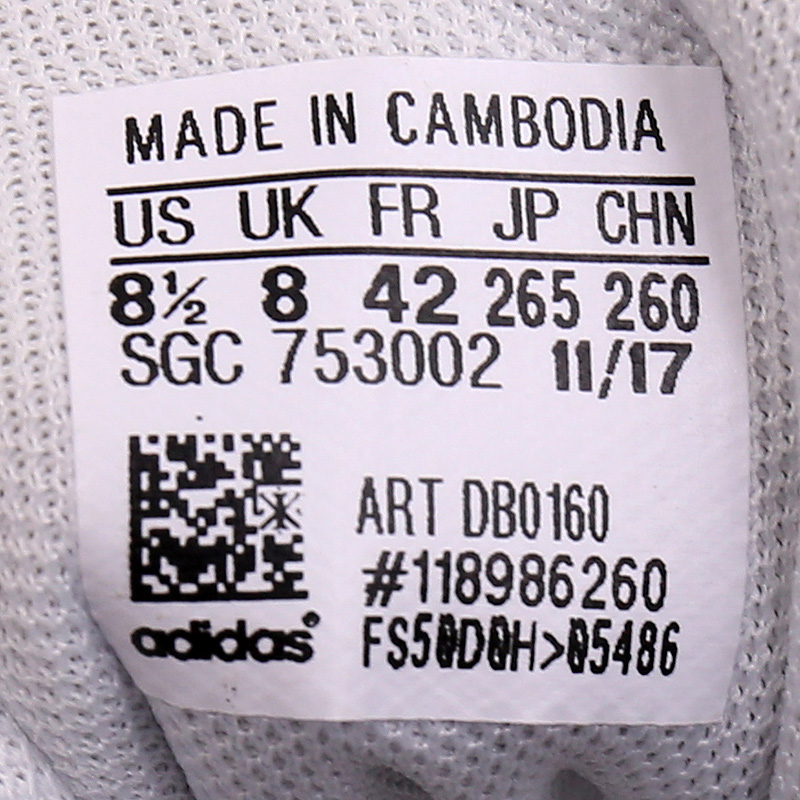 MADE IN CAMBODIA
US UK FR JP CHN
8½ 8 42 265 260
SGC 753002 11/17
ART DB0160
#118986260
adidas®